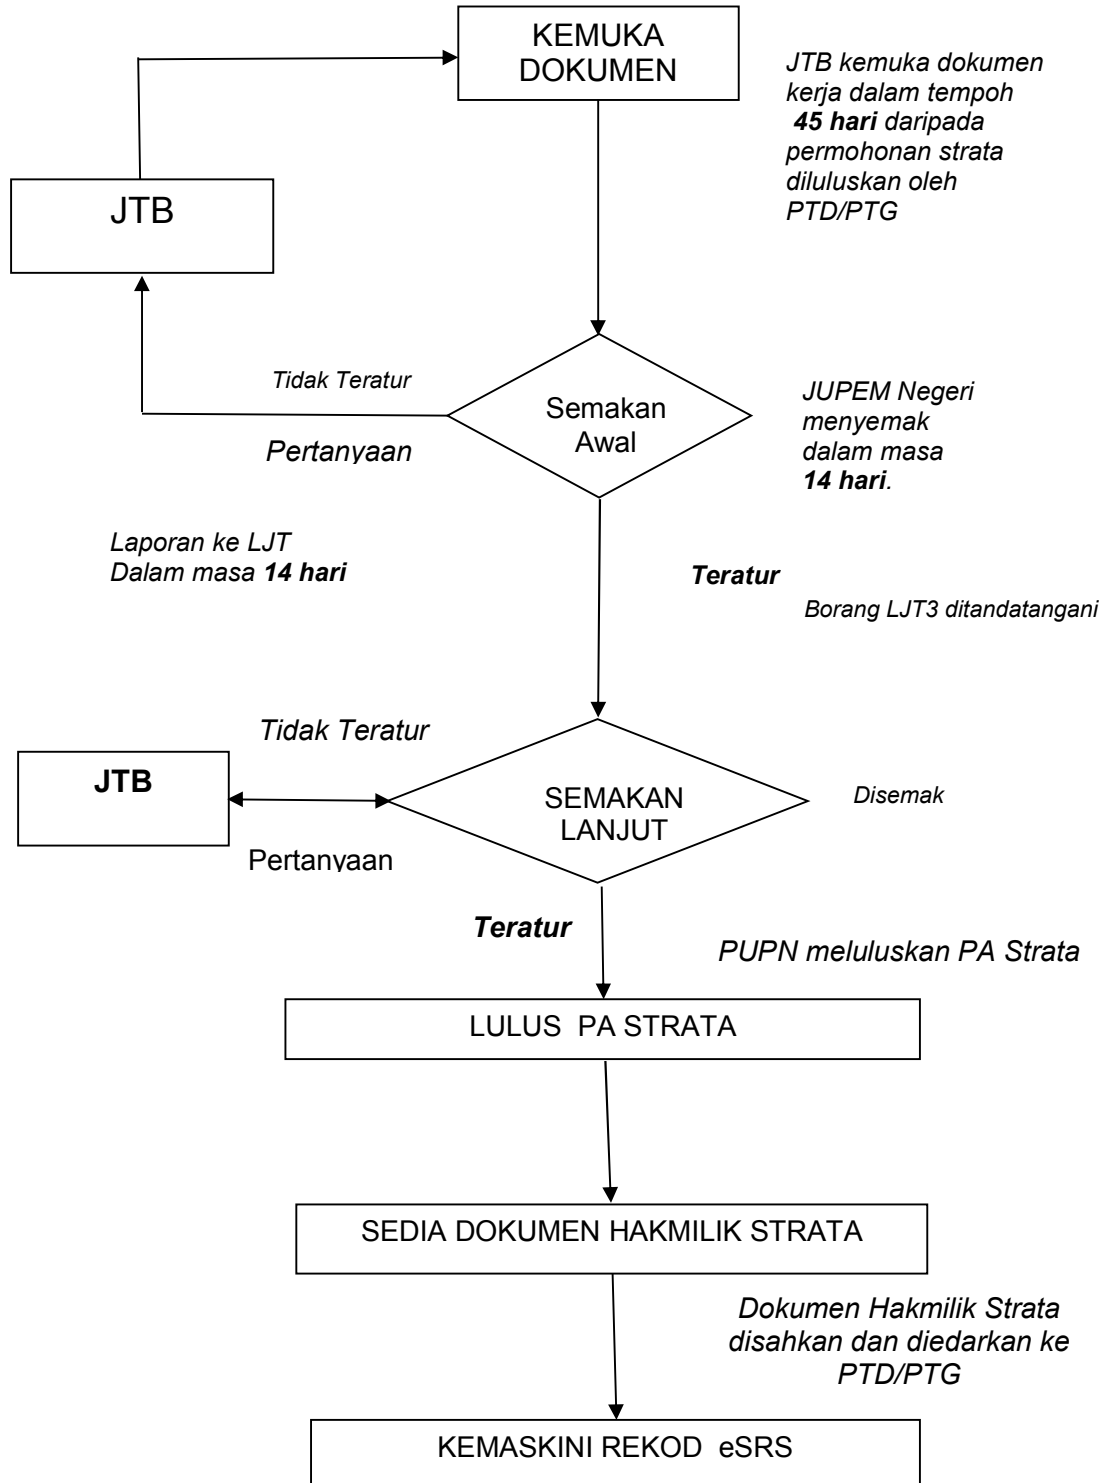 KEMUKA
DOKUMEN
JTB kemuka dokumen
kerja dalam tempoh
45 hari daripada
permohonan strata
diluluskan oleh
PTD/PTG
JTB
Tidak Teratur
Pertanyaan
Semakan
Awal
JUPEM Negeri
menyemak
dalam masa
14 hari.
Laporan ke LJT
Dalam masa 14 hari
Teratur
Borang LJT3 ditandatangani
Tidak Teratur
JTB
Pertanyaan
SEMAKAN
LANJUT
Disemak
Teratur
PUPN meluluskan PA Strata
LULUS PA STRATA
SEDIA DOKUMEN HAKMILIK STRATA
Dokumen Hakmilik Strata
disahkan dan diedarkan ke
PTD/PTG
KEMASKINI REKOD eSRS